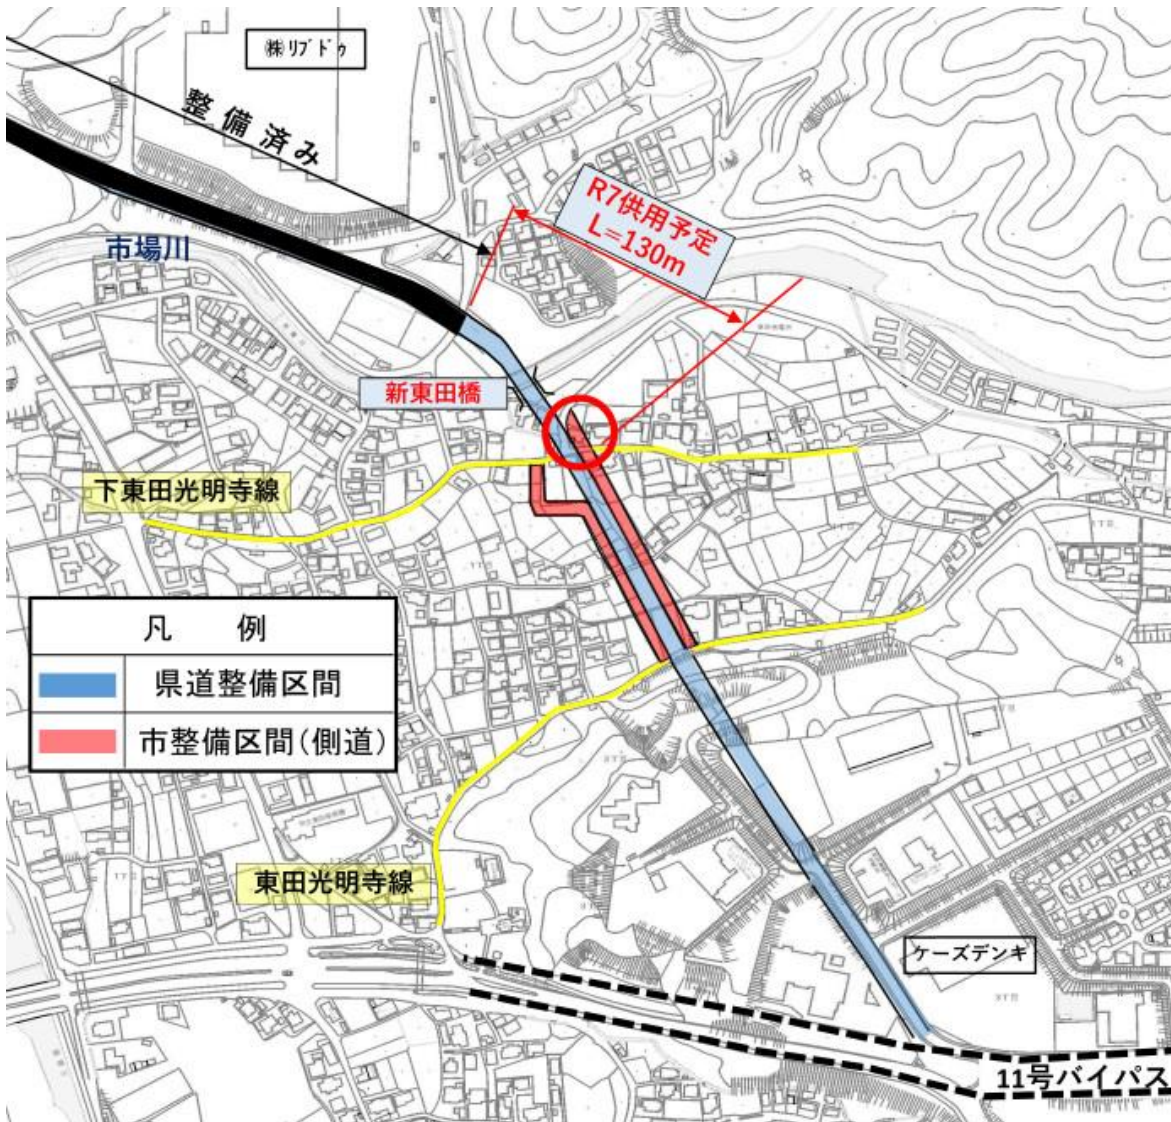 ㈱リブドゥ
整備済み
R7供用予定
L=130m
市場川
新東田橋
下東田光明寺線
凡 例
県道整備区間
市整備区間(側道)
東田光明寺線
ケーズデンキ
11号バイパス